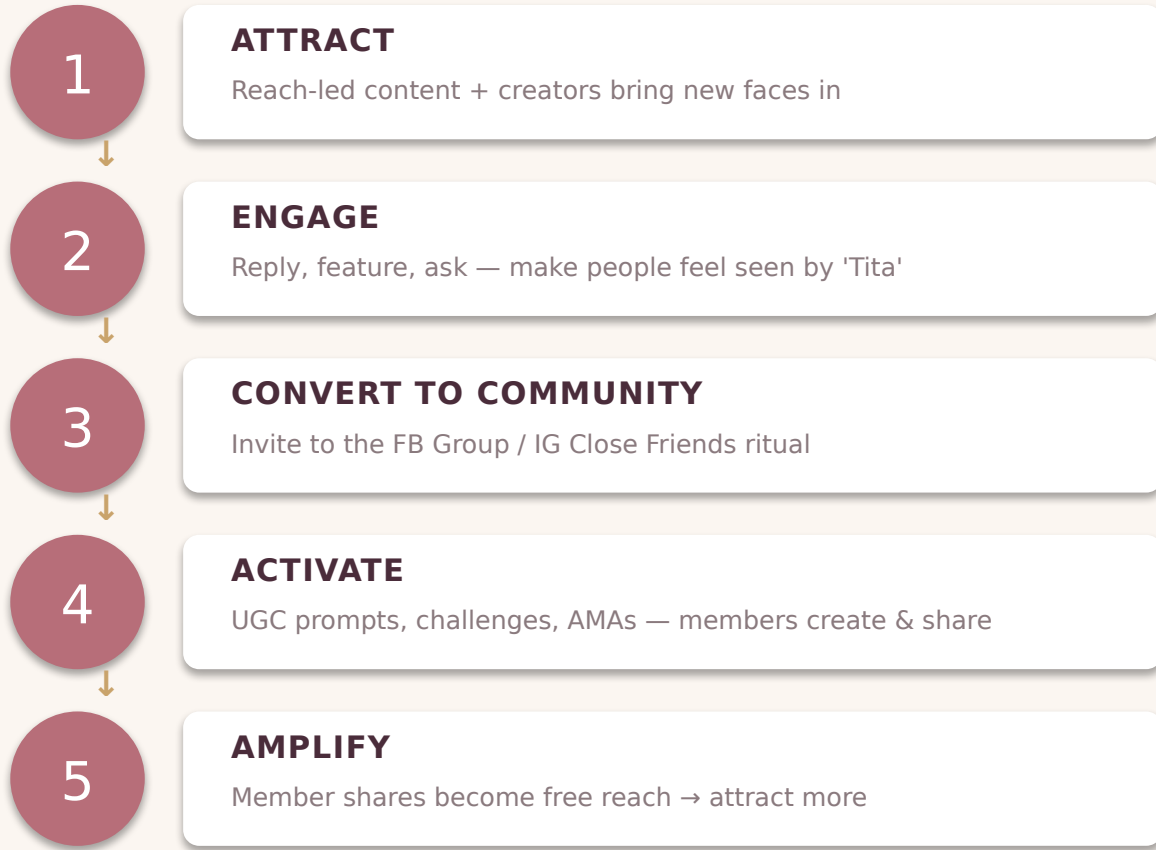 1
ATTRACT
Reach-led content + creators bring new faces in
↓
2
ENGAGE
Reply, feature, ask — make people feel seen by 'Tita'
↓
3
CONVERT TO COMMUNITY
Invite to the FB Group / IG Close Friends ritual
↓
4
ACTIVATE
UGC prompts, challenges, AMAs — members create & share
↓
5
AMPLIFY
Member shares become free reach → attract more